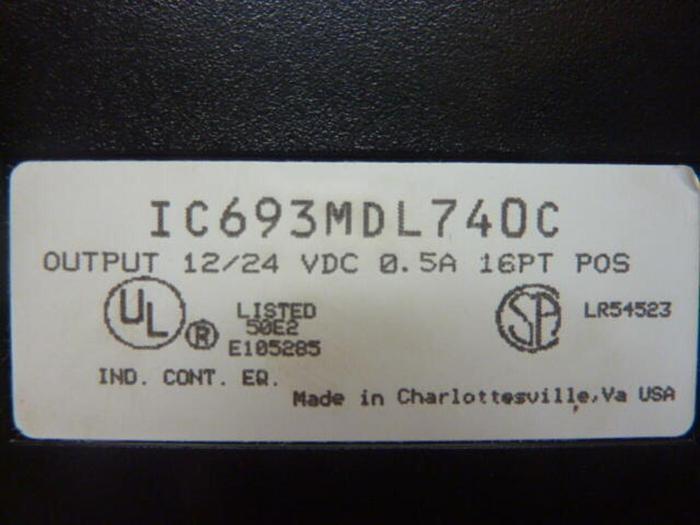 IC693MDL740C
OUTPUT 12/24 VDC 0.5A 16PT POS
UL ® LISTED
50E2
E105285
SA LR54523
IND. CONT. EQ.
Made in Charlottesville, Va USA